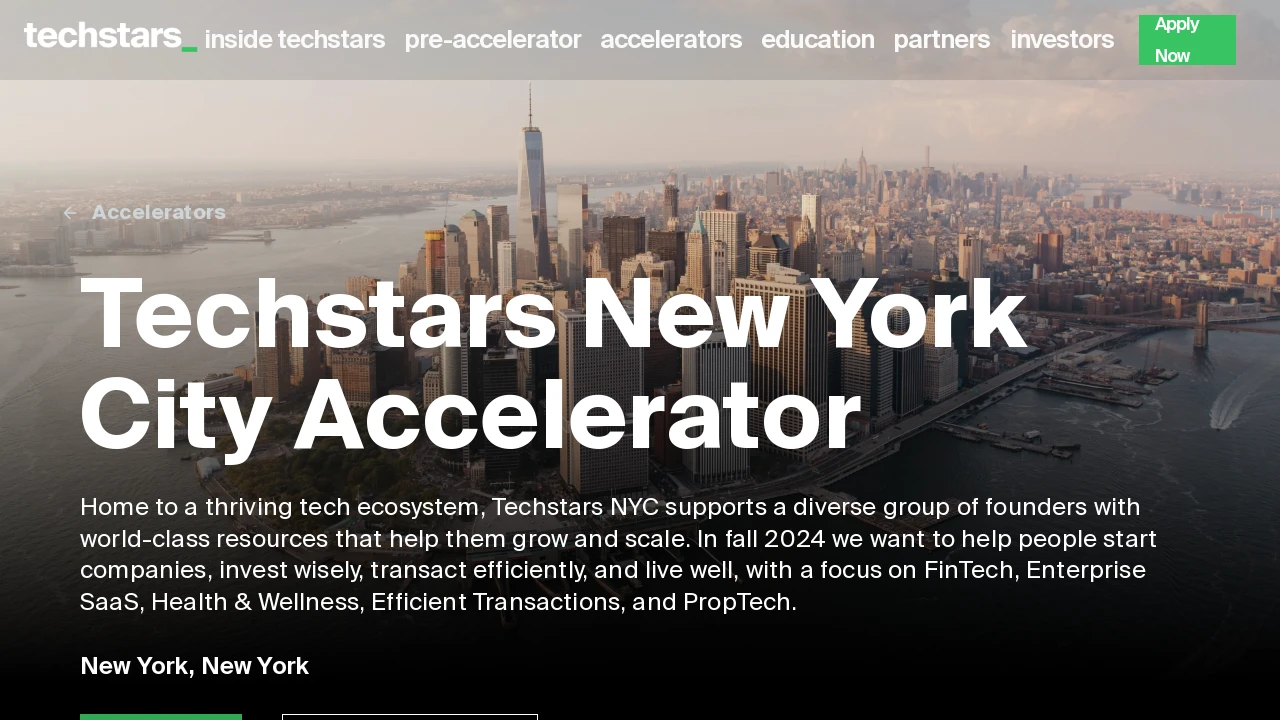 techstars_
inside techstars
pre-accelerator
accelerators
education
partners
investors
Apply
Now
Accelerators
Techstars New York
City Accelerator
Home to a thriving tech ecosystem, Techstars NYC supports a diverse group of founders with
world-class resources that help them grow and scale. In fall 2024 we want to help people start
companies, invest wisely, transact efficiently, and live well, with a focus on FinTech, Enterprise
SaaS, Health & Wellness, Efficient Transactions, and PropTech.
New York, New York